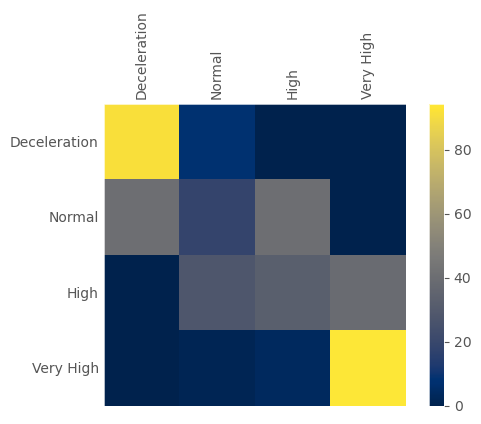 Deceleration
Normal
High
Very High
Deceleration
Normal
High
Very High
80
60
40
20
0